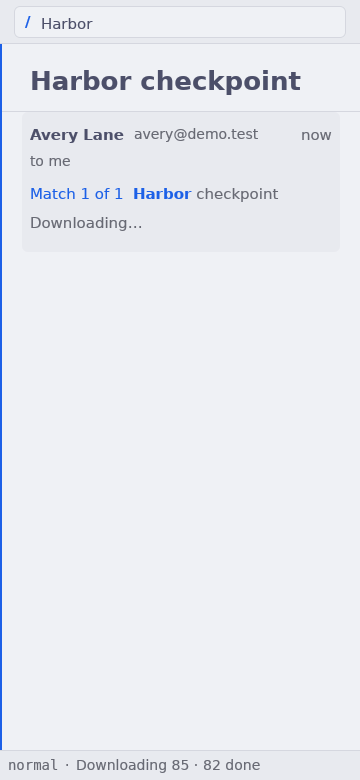 / Harbor
Harbor checkpoint
Avery Lane avery@demo.test now
to me
Match 1 of 1 Harbor checkpoint
Downloading…
normal · Downloading 85 · 82 done